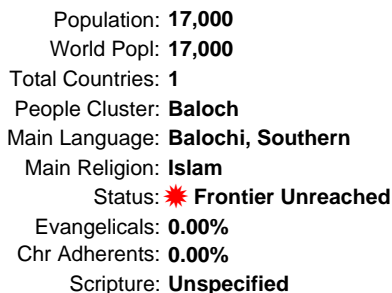 Population: 17,000
World Popl: 17,000
Total Countries: 1
People Cluster: Baloch
Main Language: Balochi, Southern
Main Religion: Islam
Status: Frontier Unreached
Evangelicals: 0.00%
Chr Adherents: 0.00%
Scripture: Unspecified